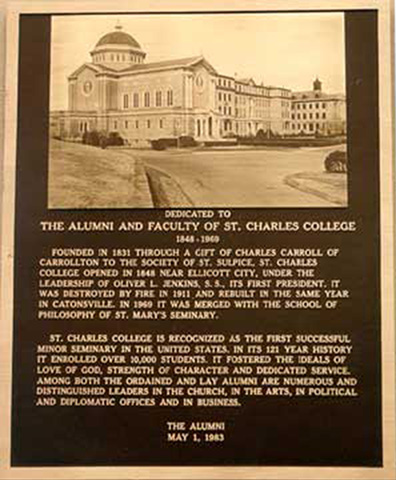 DEDICATED TO
THE ALUMNI AND FACULTY OF ST. CHARLES COLLEGE
1848 - 1969
FOUNDED IN 1831 THROUGH A GIFT OF CHARLES CARROLL OF
CARROLLTON TO THE SOCIETY OF ST. SULPICE, ST. CHARLES
COLLEGE OPENED IN 1848 NEAR ELLICOTT CITY, UNDER THE
LEADERSHIP OF OLIVER L. JENKINS, S. S., ITS FIRST PRESIDENT. IT
WAS DESTROYED BY FIRE IN 1911 AND REBUILT IN THE SAME YEAR
IN CATONSVILLE. IN 1969 IT WAS MERGED WITH THE SCHOOL OF
PHILOSOPHY OF ST. MARY'S SEMINARY.
ST. CHARLES COLLEGE IS RECOGNIZED AS THE FIRST SUCCESSFUL
MINOR SEMINARY IN THE UNITED STATES. IN ITS 121 YEAR HISTORY
IT ENROLLED OVER 10,000 STUDENTS. IT FOSTERED THE IDEALS OF
LOVE OF GOD, STRENGTH OF CHARACTER AND DEDICATED SERVICE.
AMONG BOTH THE ORDAINED AND LAY ALUMNI ARE NUMEROUS AND
DISTINGUISHED LEADERS IN THE CHURCH, IN THE ARTS, IN POLITICAL
AND DIPLOMATIC OFFICES AND IN BUSINESS.
THE ALUMNI
MAY 1, 1983